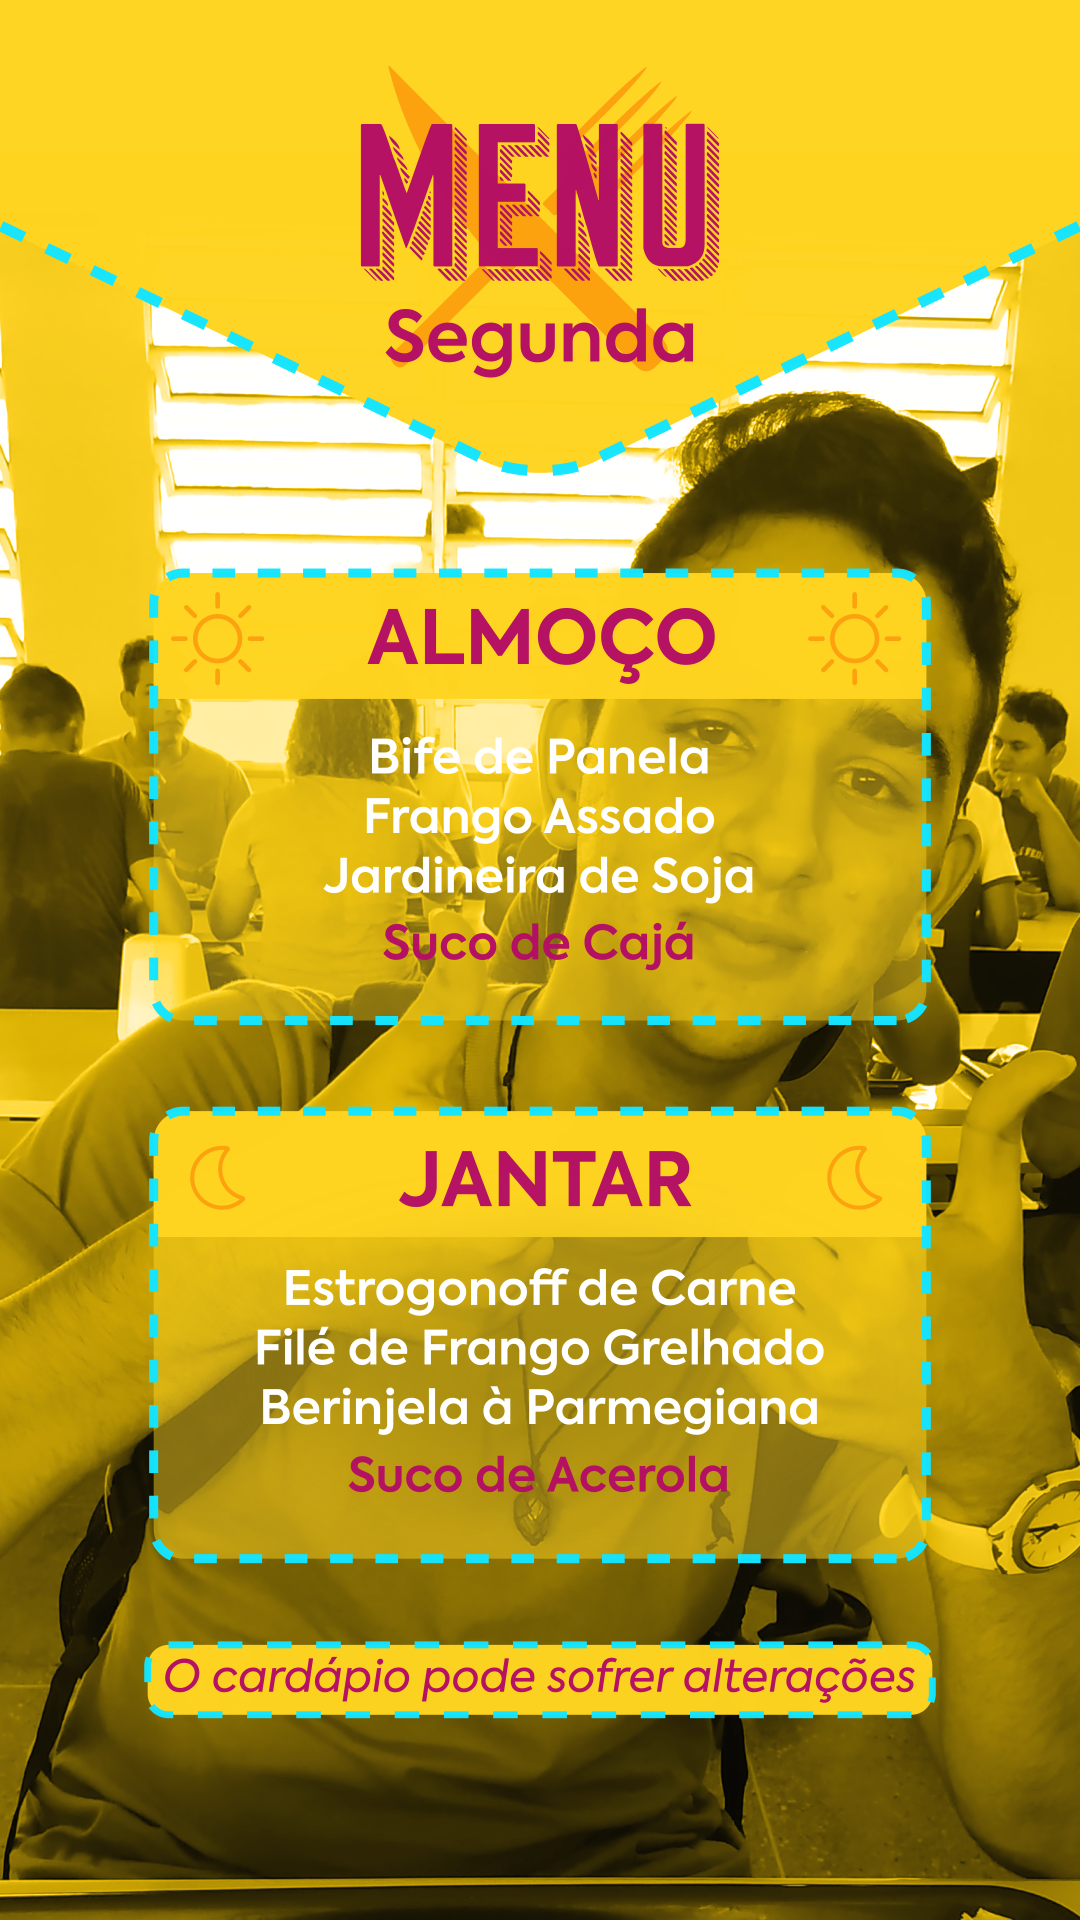 MENU
Segunda
ALMOÇO
Bife de Panela
Frango Assado
Jardineira de Soja
Suco de Cajá
JANTAR
Estrogonoff de Carne
Filé de Frango Grelhado
Berinjela à Parmegiana
Suco de Acerola
O cardápio pode sofrer alterações